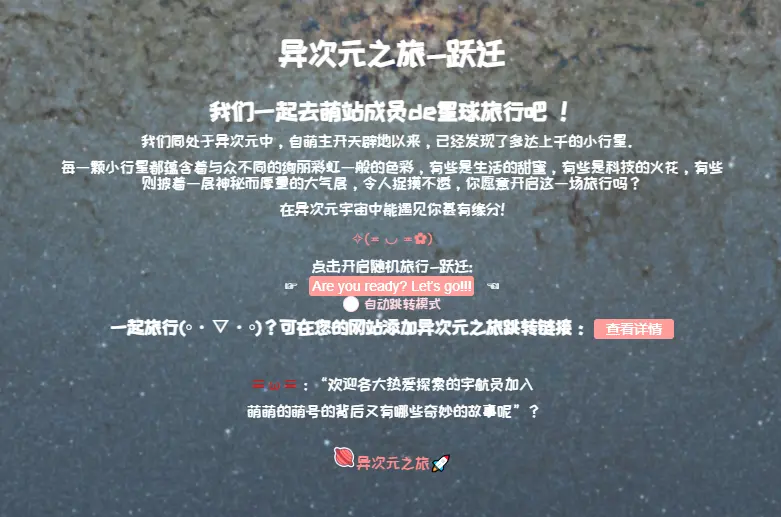 异次元之旅-跃迁
我们一起去萌站成员de星球旅行吧 !
我们同处于异次元中，自萌主开天辟地以来，已经发现了多达上千的小行星.
每一颗小行星都蕴含着与众不同的绚丽彩虹一般的色彩，有些是生活的甜蜜，有些是科技的火花，有些
则披着一层神秘而厚重的大气层，令人捉摸不透，你愿意开启这一场旅行吗？
在异次元宇宙中能遇见你甚有缘分!
✧(≖ ◡ ≖✿)
点击开启随机旅行-跃迁:
☞ Are you ready? Let's go!!! ☜
自动跳转模式
一起旅行(०・▽・०)？可在您的网站添加异次元之旅跳转链接： 查看详情
ミ ω ミ：“欢迎各大热爱探索的宇航员加入
萌萌的萌号的背后又有哪些奇妙的故事呢”？
异次元之旅